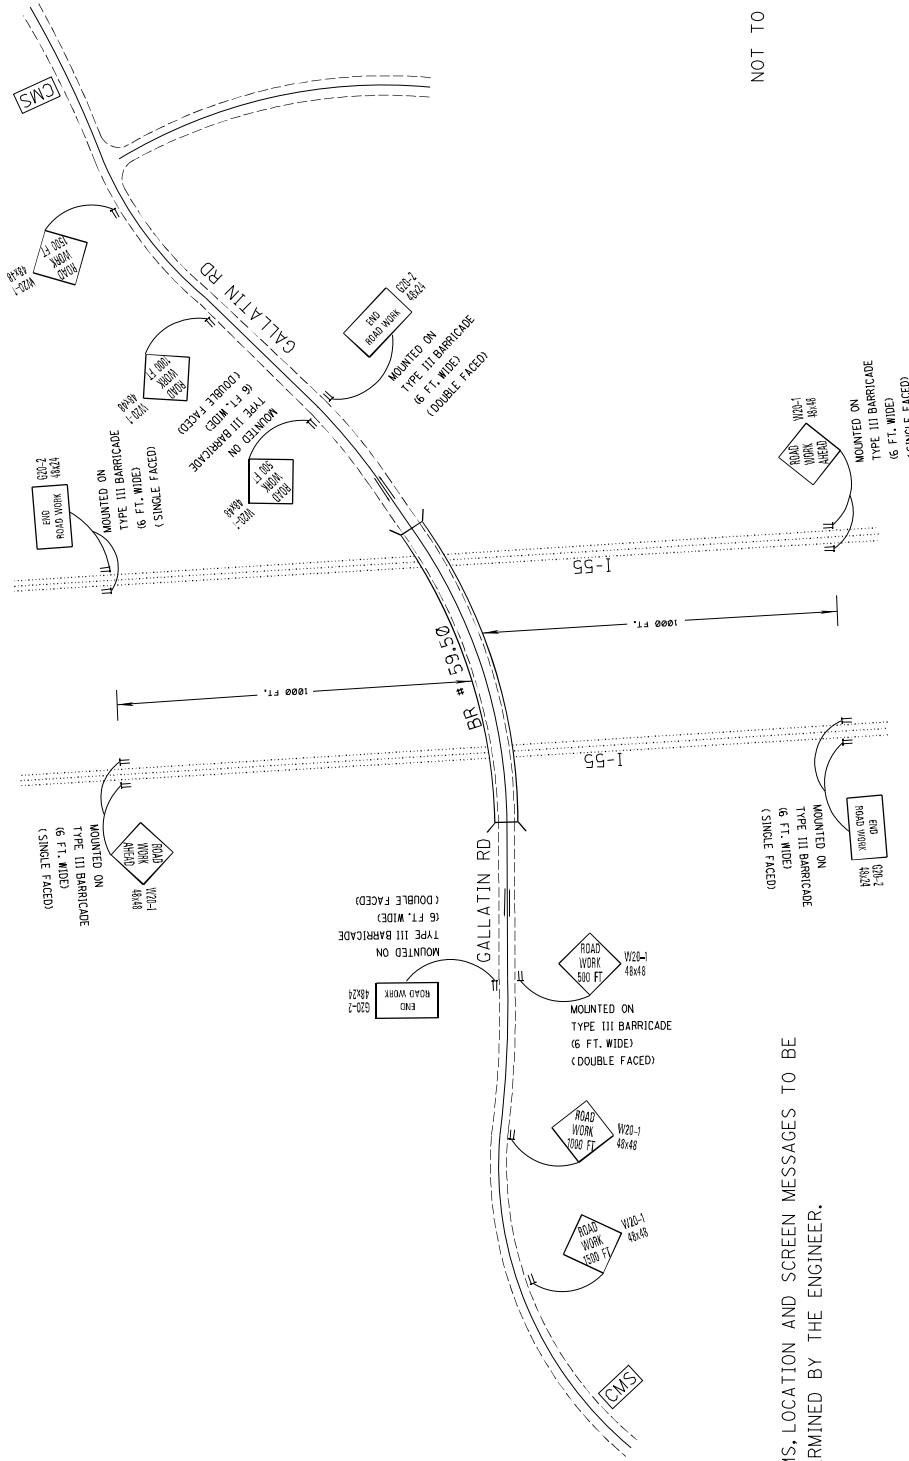 NOT TO
CMS
ROAD
WORK
1500 FT
W20-1
48x48
GALLATIN RD
ROAD
WORK
1000 FT
W20-1
48x48
END
ROAD WORK
G20-2
48x24
MOUNTED ON
TYPE III BARRICADE
(6 FT. WIDE)
(DOUBLE FACED)
MOUNTED ON
TYPE III BARRICADE
(6 FT. WIDE)
(DOUBLE FACED)
ROAD
WORK
500 FT
W20-1
48x48
END
ROAD WORK
G20-2
48x24
MOUNTED ON
TYPE III BARRICADE
(6 FT. WIDE)
(SINGLE FACED)
ROAD
WORK
AHEAD
W20-1
48x48
MOUNTED ON
TYPE III BARRICADE
(6 FT. WIDE)
(SINGLE FACED)
I-55
1000 FT.
1000 FT.
BR # 59.50
I-55
ROAD
WORK
AHEAD
W20-1
48x48
MOUNTED ON
TYPE III BARRICADE
(6 FT. WIDE)
(SINGLE FACED)
END
ROAD WORK
G20-2
48x24
MOUNTED ON
TYPE III BARRICADE
(6 FT. WIDE)
(SINGLE FACED)
GALLATIN RD
MOUNTED ON
TYPE III BARRICADE
(6 FT. WIDE)
(DOUBLE FACED)
END
ROAD WORK
G20-2
48x24
ROAD
WORK
500 FT
W20-1
48x48
MOUNTED ON
TYPE III BARRICADE
(6 FT. WIDE)
(DOUBLE FACED)
ROAD
WORK
1000 FT
W20-1
48x48
ROAD
WORK
1500 FT
W20-1
48x48
CMS
MS, LOCATION AND SCREEN MESSAGES TO BE
RMINED BY THE ENGINEER.